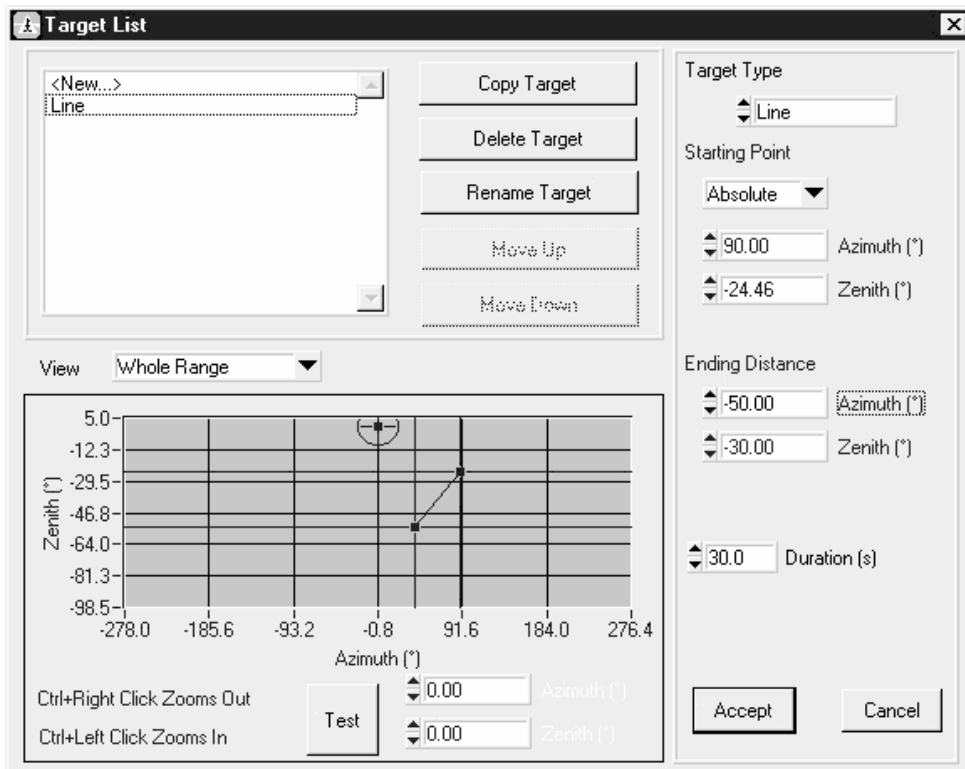 Target List
<New...>
Line
Copy Target
Delete Target
Rename Target
Move Up
Move Down
View
Whole Range
5.0
-12.3
-29.5
-46.8
-64.0
-81.3
-98.5
Zenith (°)
-278.0 -185.6 -93.2 -0.8 91.6 184.0 276.4
Azimuth (°)
Ctrl+Right Click Zooms Out
Ctrl+Left Click Zooms In
Test
0.00 Azimuth (°)
0.00 Zenith (°)
Target Type
Line
Starting Point
Absolute
90.00 Azimuth (°)
-24.46 Zenith (°)
Ending Distance
-50.00 Azimuth (°)
-30.00 Zenith (°)
30.0 Duration (s)
Accept
Cancel